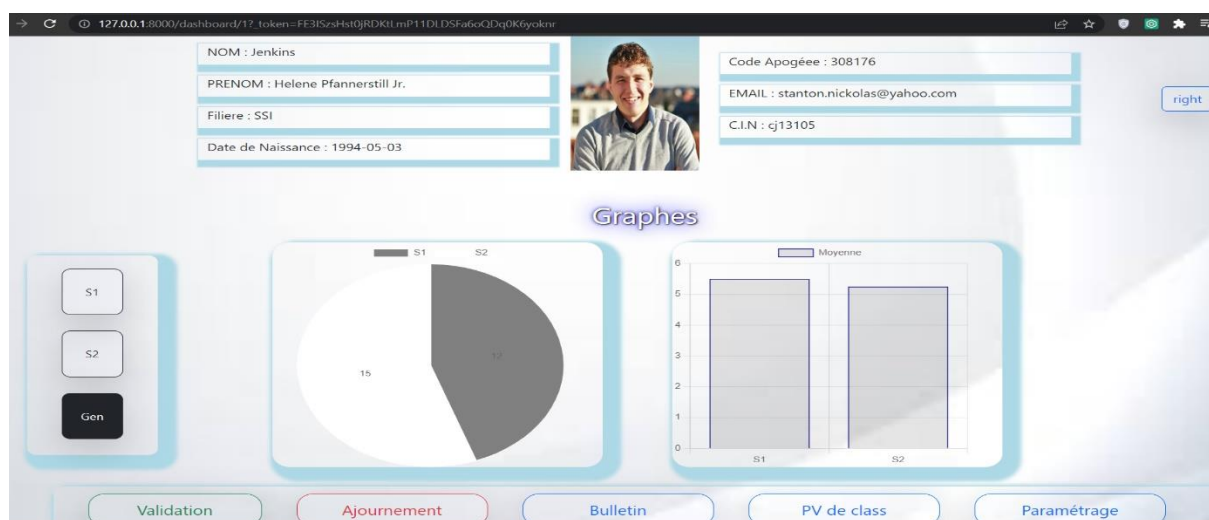 127.0.0.1:8000/dashboard/1?_token=FE3ISzsHst0jRDKtLmP11DLDSFa6oQDq0K6yoknr
NOM : Jenkins
PRENOM : Helene Pfannerstill Jr.
Filiere : SSI
Date de Naissance : 1994-05-03
Code Apogéee : 308176
EMAIL : stanton.nickolas@yahoo.com
C.I.N : cj13105
right
Graphes
S1
S2
Gen
S1 S2
15
12
Moyenne
6
5
4
3
2
1
0
S1 S2
Validation
Ajournement
Bulletin
PV de class
Paramétrage